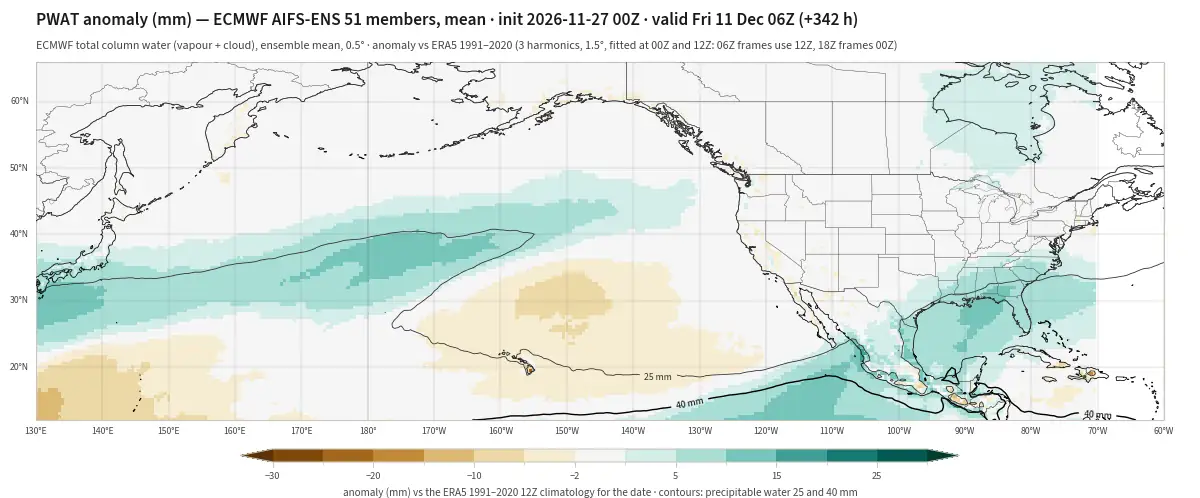 PWAT anomaly (mm) — ECMWF AIFS-ENS 51 members, mean · init 2026-11-27 00Z · valid Fri 11 Dec 06Z (+342 h)
ECMWF total column water (vapour + cloud), ensemble mean, 0.5° · anomaly vs ERA5 1991–2020 (3 harmonics, 1.5°, fitted at 00Z and 12Z: 06Z frames use 12Z, 18Z frames 00Z)
60°N
50°N
40°N
30°N
20°N
25 mm
40 mm
40 mm
130°E 140°E 150°E 160°E 170°E 180° 170°W 160°W 150°W 140°W 130°W 120°W 110°W 100°W 90°W 80°W 70°W 60°W
−30 −20 −10 −2 5 15 25
anomaly (mm) vs the ERA5 1991–2020 12Z climatology for the date · contours: precipitable water 25 and 40 mm